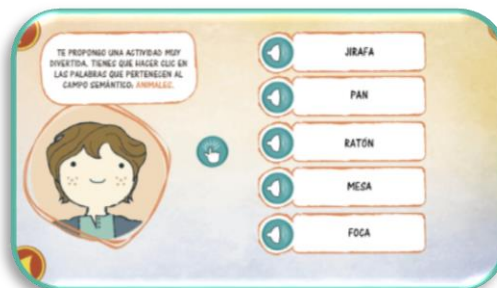 TE PROPONGO UNA ACTIVIDAD MUY
DIVERTIDA. TIENES QUE HACER CLIC EN
LAS PALABRAS QUE PERTENECEN AL
CAMPO SEMÁNTICO: ANIMALES.
JIRAFA
PAN
RATÓN
MESA
FOCA